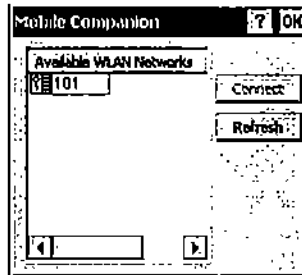 Mobile Companion ? OK
Available WLAN Networks
101
Connect
Refresh